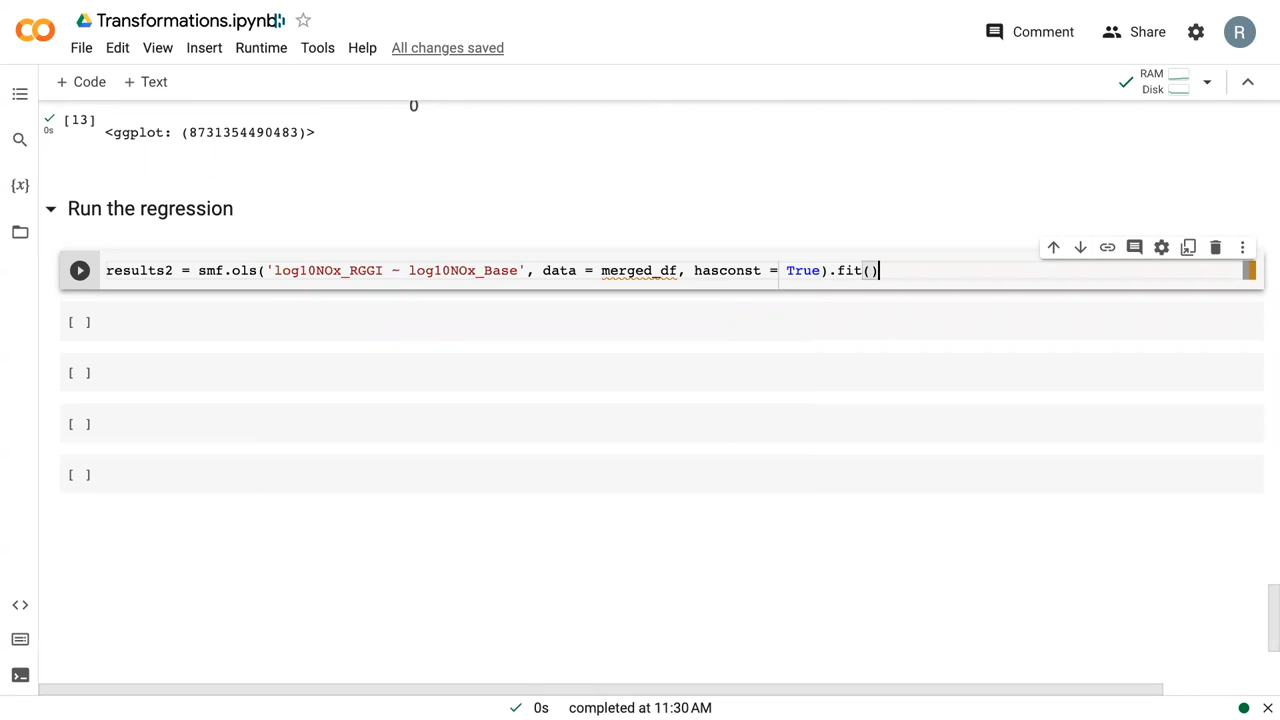 Transformations.ipynb
File Edit View Insert Runtime Tools Help All changes saved
Comment Share R
+ Code + Text
RAM
Disk
0
[13]
0s
<ggplot: (8731354490483)>
{x}
Run the regression
results2 = smf.ols('log10NOx_RGGI ~ log10NOx_Base', data = merged_df, hasconst = True).fit()
[ ]
[ ]
[ ]
[ ]
0s completed at 11:30 AM